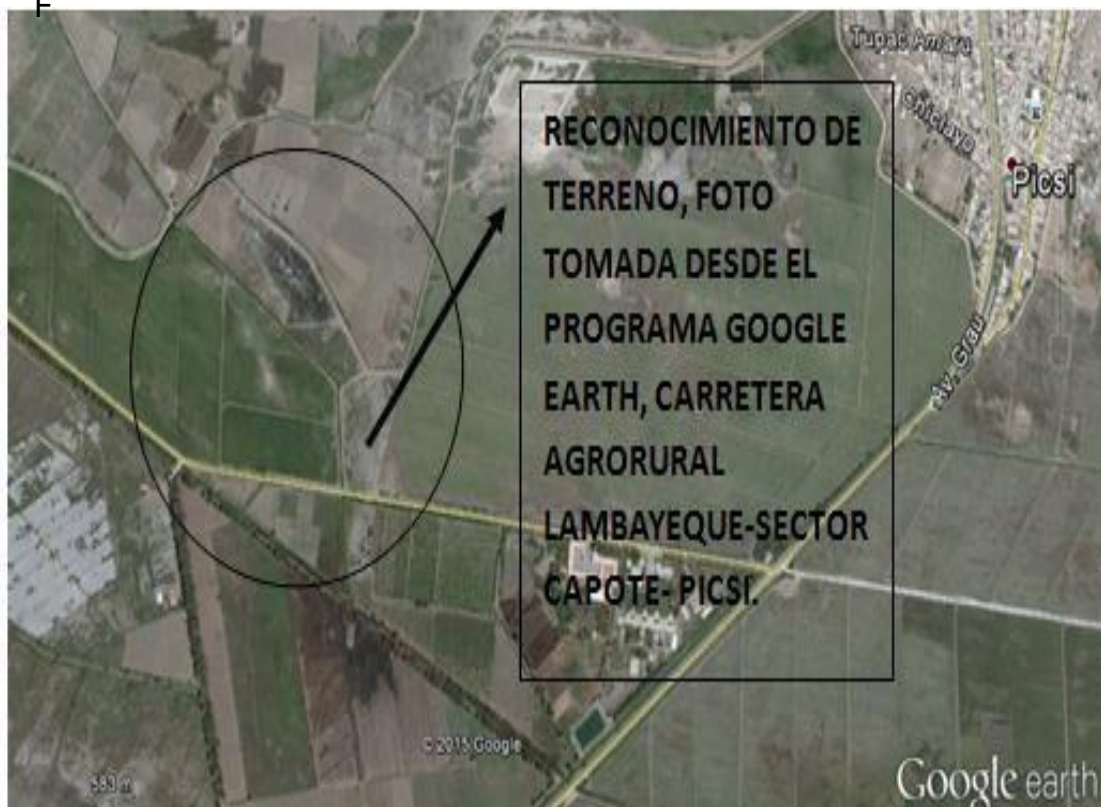 F
Tupac Amaru
Chiclayo
Picsi
RECONOCIMIENTO DE
TERRENO, FOTO
TOMADA DESDE EL
PROGRAMA GOOGLE
EARTH, CARRETERA
AGRORURAL
LAMBAYEQUE-SECTOR
CAPOTE- PICSI.
Av. Grau
© 2015 Google
583 m
Google earth